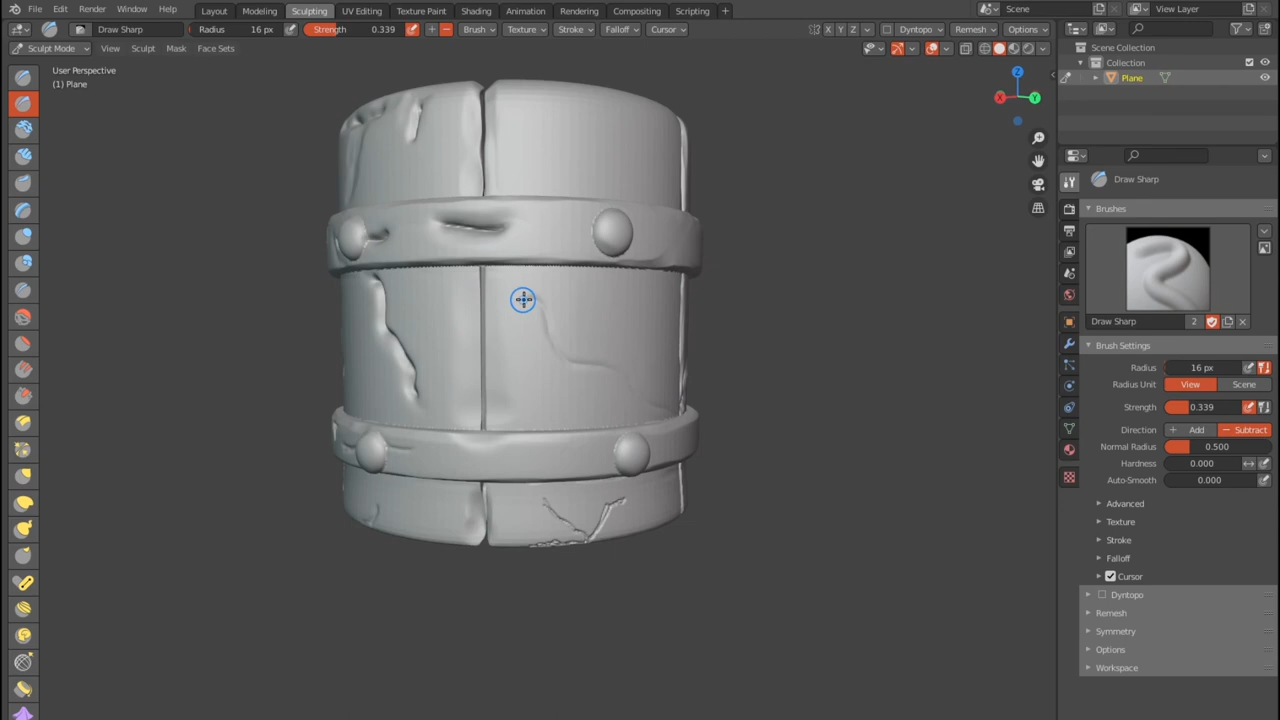 File Edit Render Window Help Layout Modeling Sculpting UV Editing Texture Paint Shading Animation Rendering Compositing Scripting + Scene View Layer
Draw Sharp Radius 16 px Strength 0.339 + − Brush Texture Stroke Falloff Cursor X Y Z Dyntopo Remesh Options
Sculpt Mode View Sculpt Mask Face Sets
Scene Collection
Collection
Plane
User Perspective
(1) Plane
Z
X
Y
Draw Sharp
Brushes
Draw Sharp 2
Brush Settings
Radius 16 px
Radius Unit View Scene
Strength 0.339
Direction + Add − Subtract
Normal Radius 0.500
Hardness 0.000
Auto-Smooth 0.000
Advanced
Texture
Stroke
Falloff
Cursor
Dyntopo
Remesh
Symmetry
Options
Workspace